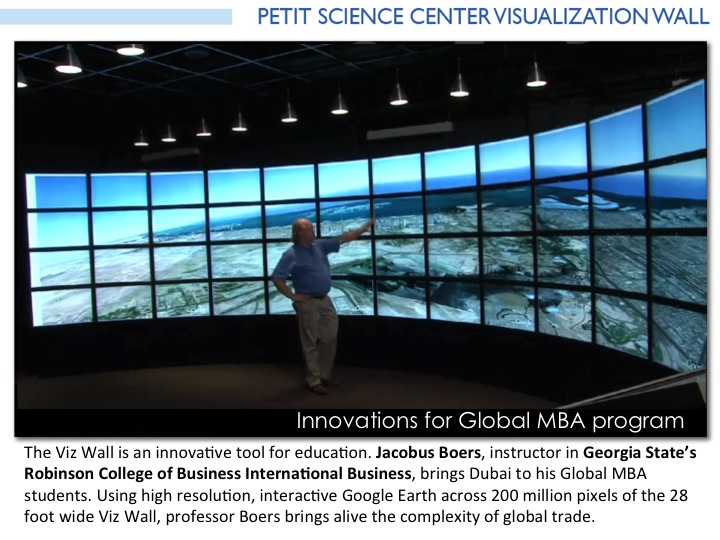 PETIT SCIENCE CENTER VISUALIZATION WALL
Innovations for Global MBA program
The Viz Wall is an innovative tool for education. Jacobus Boers, instructor in Georgia State’s
Robinson College of Business International Business, brings Dubai to his Global MBA
students. Using high resolution, interactive Google Earth across 200 million pixels of the 28
foot wide Viz Wall, professor Boers brings alive the complexity of global trade.